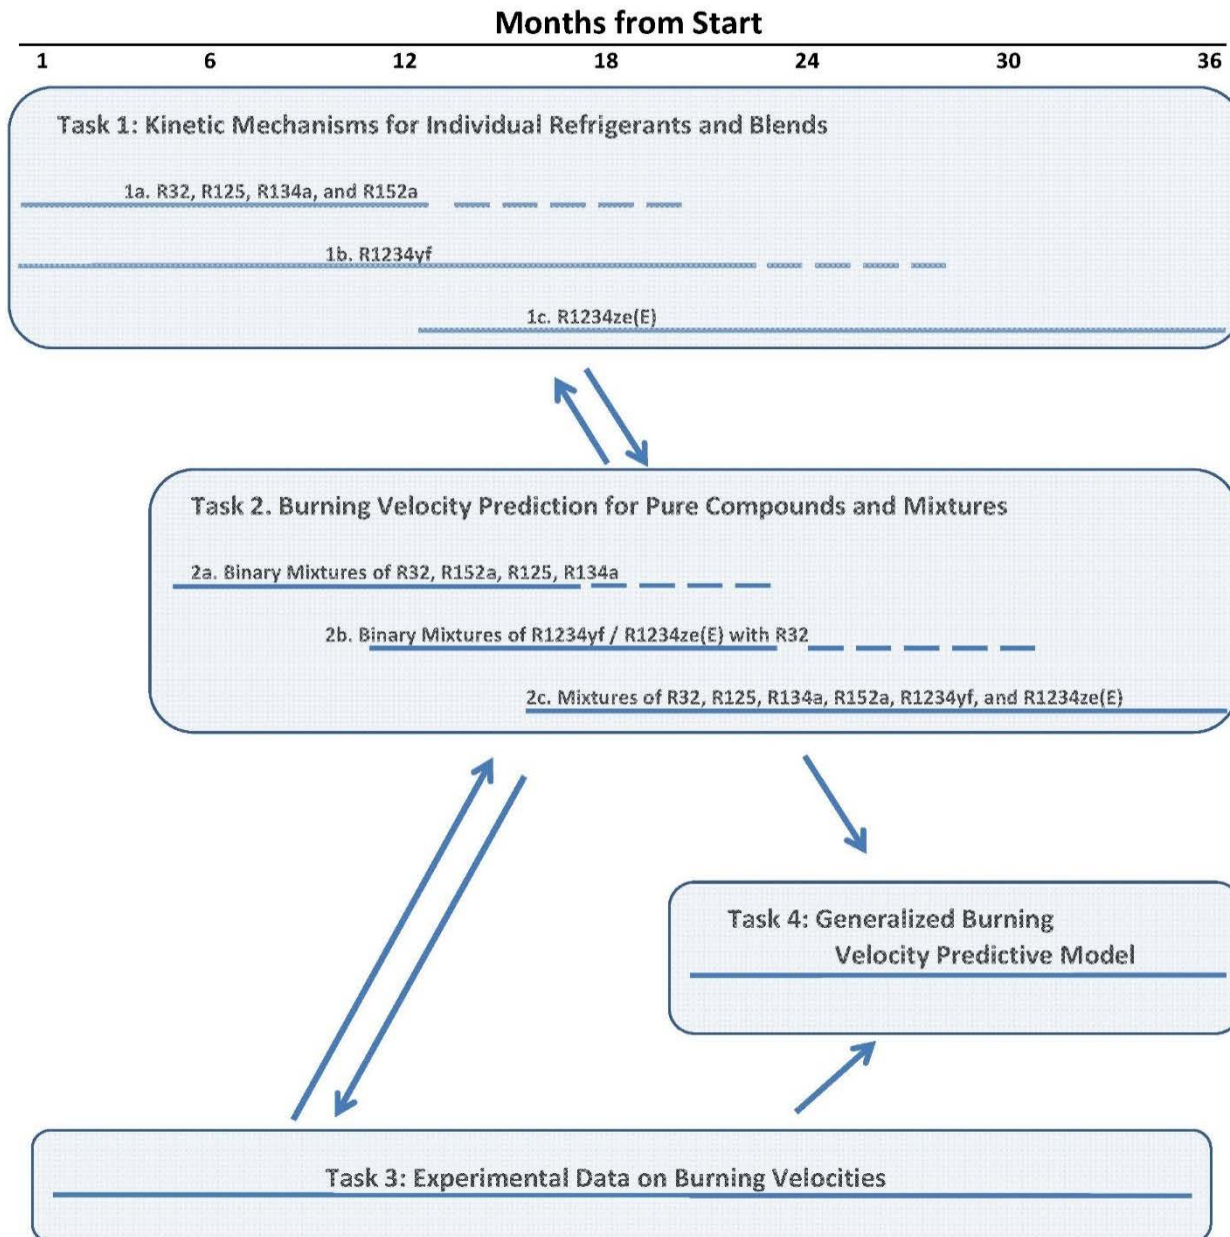 Months from Start
1 6 12 18 24 30 36
Task 1: Kinetic Mechanisms for Individual Refrigerants and Blends
1a. R32, R125, R134a, and R152a
1b. R1234yf
1c. R1234ze(E)
Task 2. Burning Velocity Prediction for Pure Compounds and Mixtures
2a. Binary Mixtures of R32, R152a, R125, R134a
2b. Binary Mixtures of R1234yf / R1234ze(E) with R32
2c. Mixtures of R32, R125, R134a, R152a, R1234yf, and R1234ze(E)
Task 4: Generalized Burning
Velocity Predictive Model
Task 3: Experimental Data on Burning Velocities